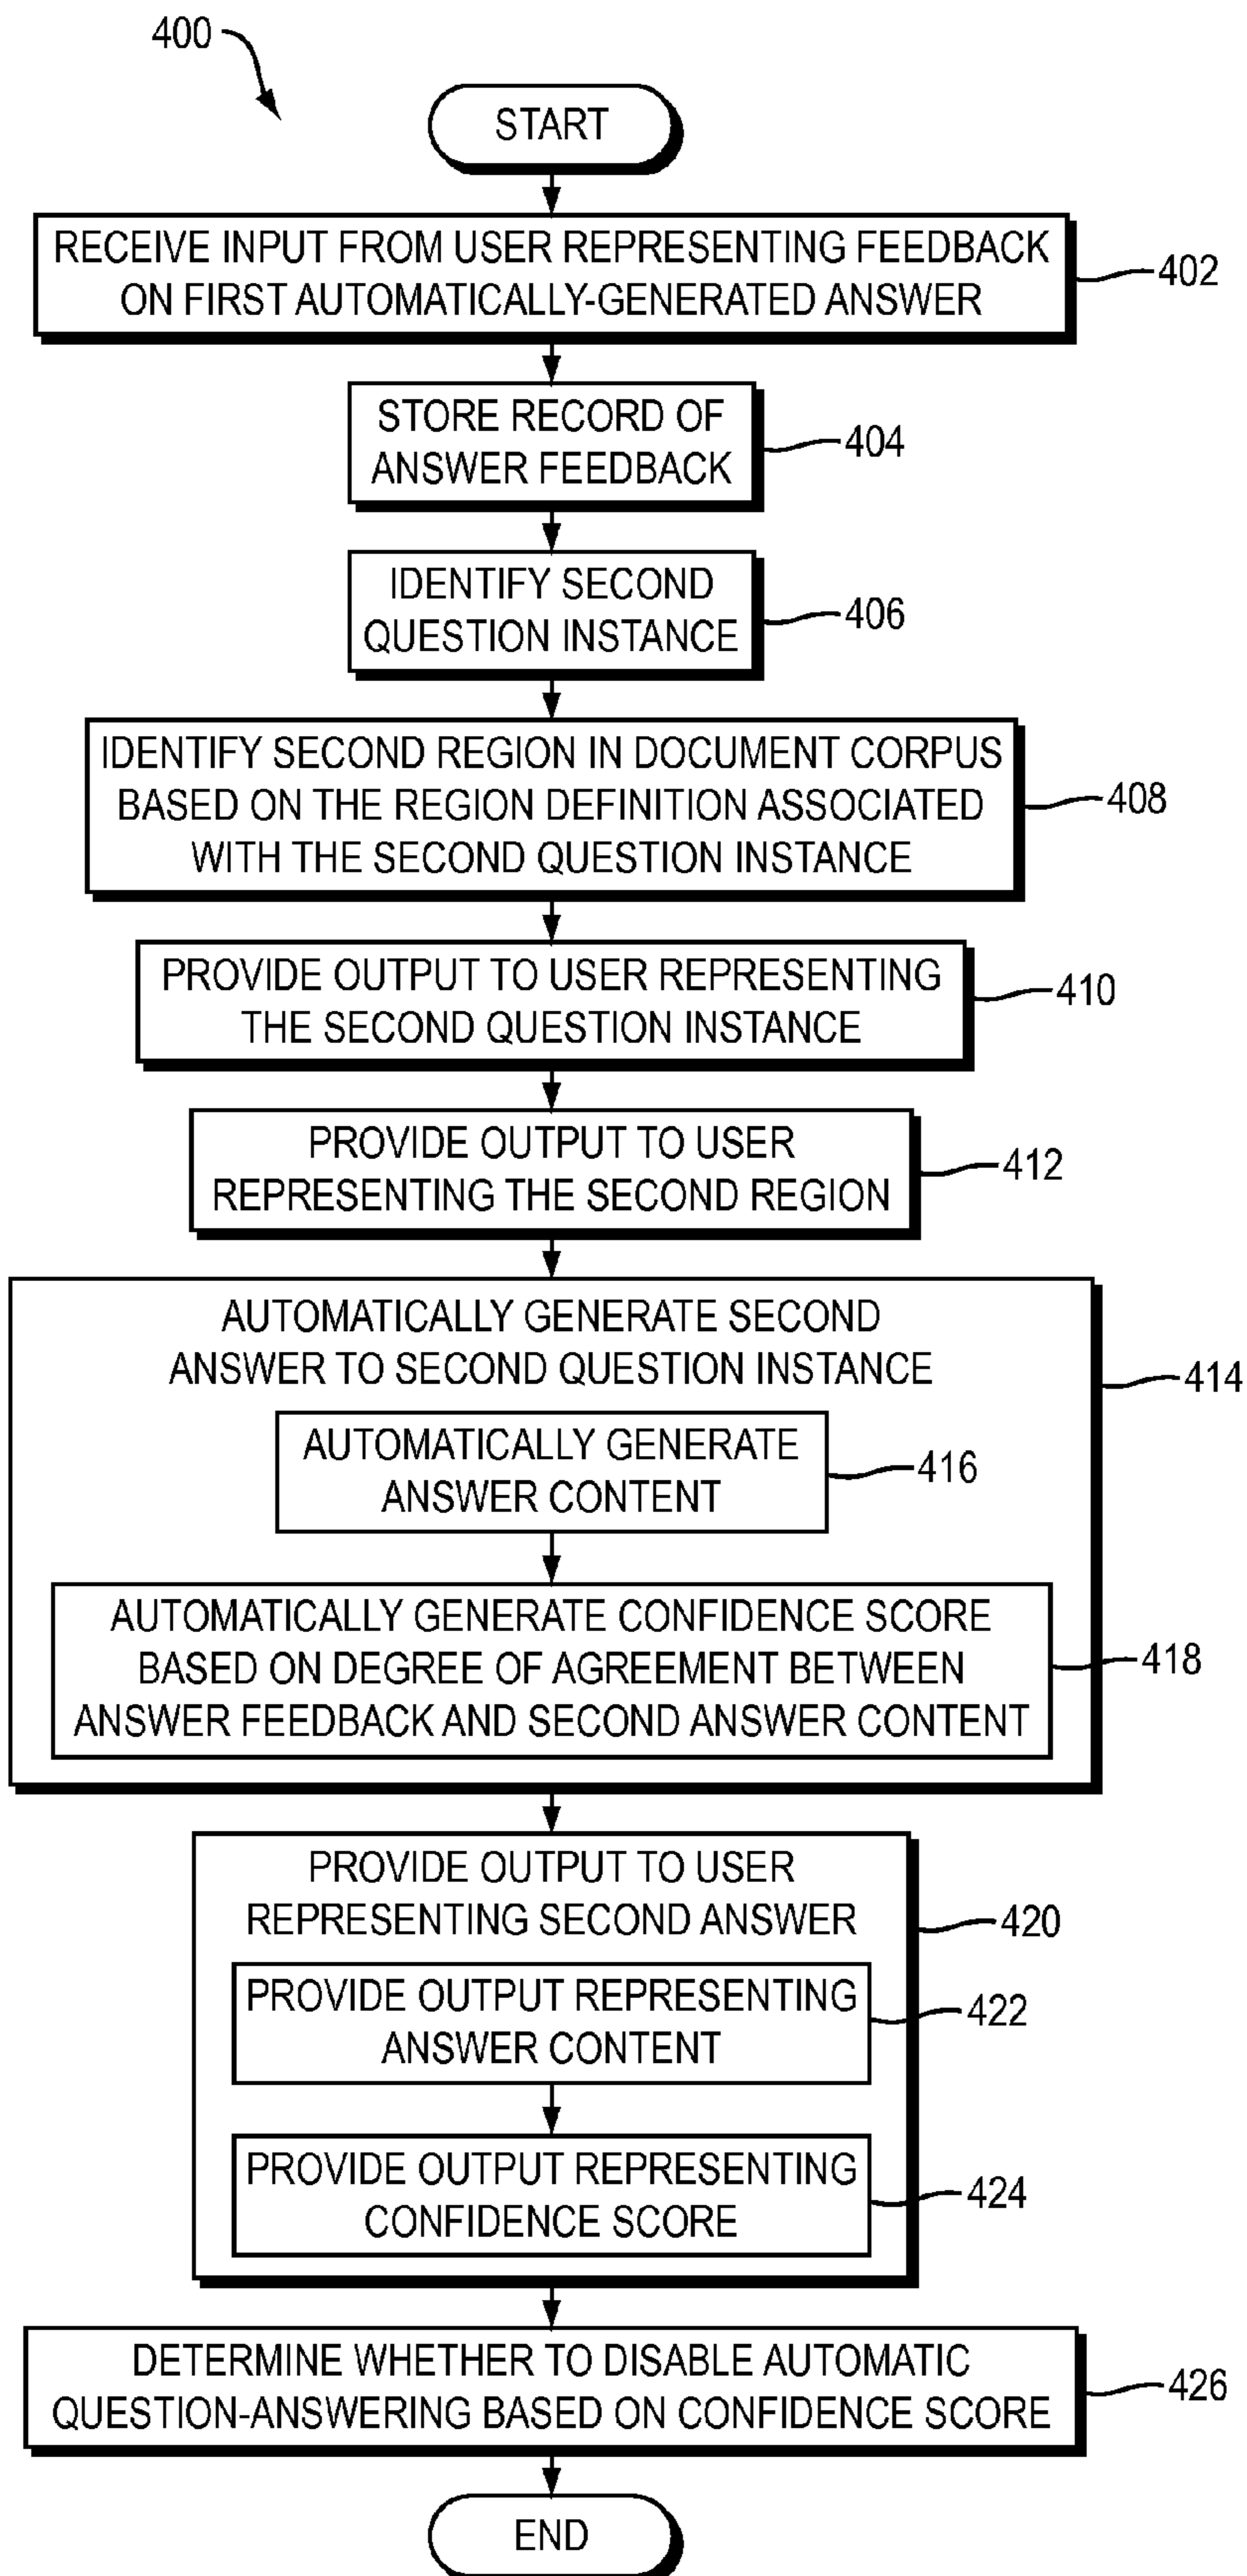 400
START
RECEIVE INPUT FROM USER REPRESENTING FEEDBACK
ON FIRST AUTOMATICALLY-GENERATED ANSWER
402
STORE RECORD OF
ANSWER FEEDBACK
404
IDENTIFY SECOND
QUESTION INSTANCE
406
IDENTIFY SECOND REGION IN DOCUMENT CORPUS
BASED ON THE REGION DEFINITION ASSOCIATED
WITH THE SECOND QUESTION INSTANCE
408
PROVIDE OUTPUT TO USER REPRESENTING
THE SECOND QUESTION INSTANCE
410
PROVIDE OUTPUT TO USER
REPRESENTING THE SECOND REGION
412
AUTOMATICALLY GENERATE SECOND
ANSWER TO SECOND QUESTION INSTANCE
414
AUTOMATICALLY GENERATE
ANSWER CONTENT
416
AUTOMATICALLY GENERATE CONFIDENCE SCORE
BASED ON DEGREE OF AGREEMENT BETWEEN
ANSWER FEEDBACK AND SECOND ANSWER CONTENT
418
PROVIDE OUTPUT TO USER
REPRESENTING SECOND ANSWER
420
PROVIDE OUTPUT REPRESENTING
ANSWER CONTENT
422
PROVIDE OUTPUT REPRESENTING
CONFIDENCE SCORE
424
DETERMINE WHETHER TO DISABLE AUTOMATIC
QUESTION-ANSWERING BASED ON CONFIDENCE SCORE
426
END